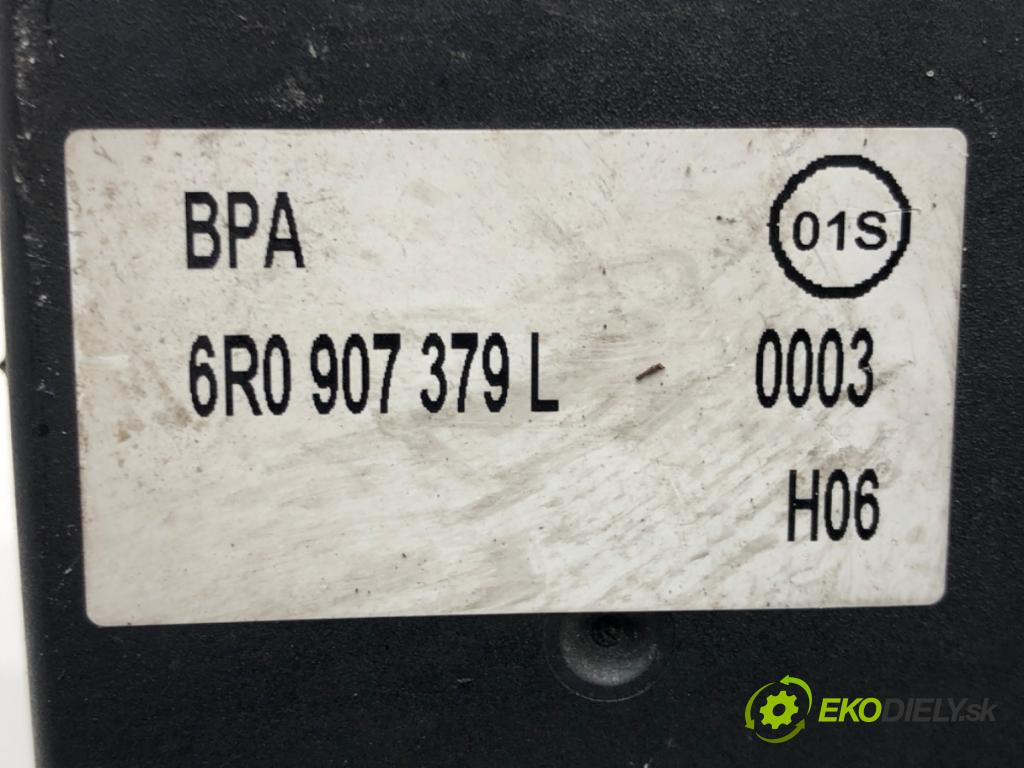 BPA 01S
6R0 907 379 L 0003
H06
EKODIELY.sk